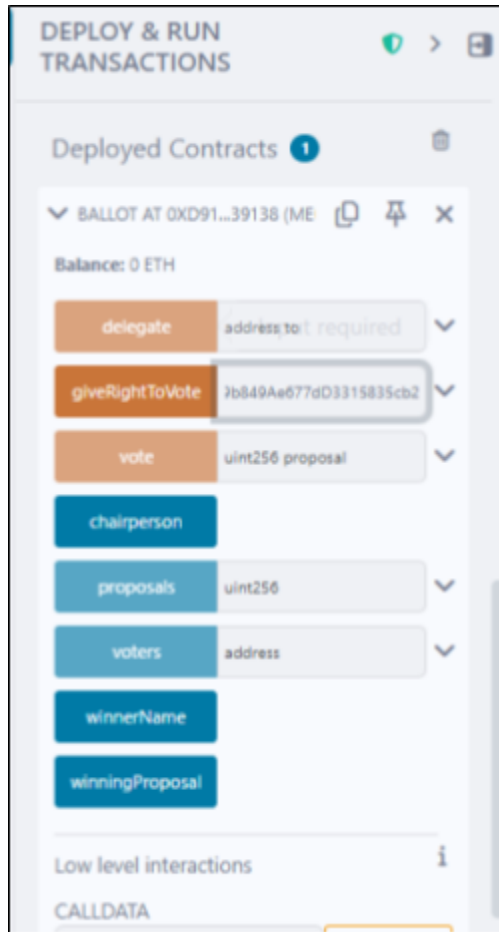 DEPLOY & RUN
TRANSACTIONS
Deployed Contracts 1
BALLOT AT 0XD91...39138 (ME
Balance: 0 ETH
delegate address to required
giveRightToVote 9b849Ae677dD3315835cb2
vote uint256 proposal
chairperson
proposals uint256
voters address
winnerName
winningProposal
Low level interactions i
CALLDATA